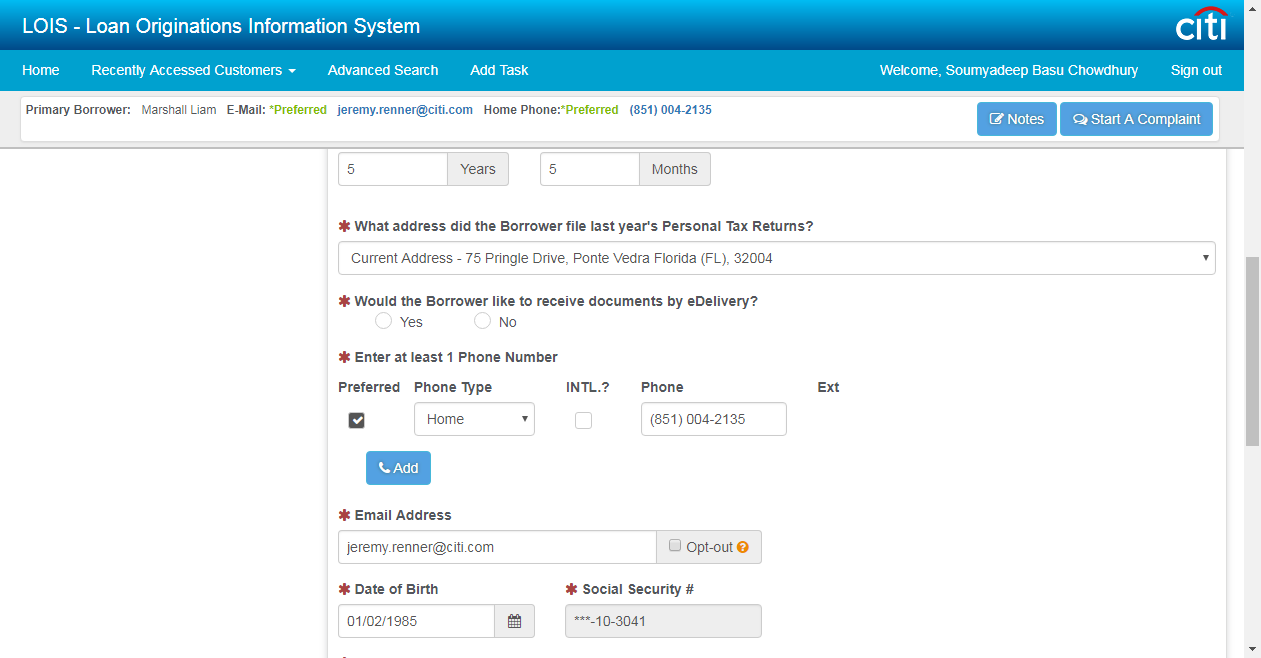 LOIS - Loan Originations Information System
citi
Home Recently Accessed Customers Advanced Search Add Task Welcome, Soumyadeep Basu Chowdhury Sign out
Primary Borrower: Marshall Liam E-Mail: *Preferred jeremy.renner@citi.com Home Phone:*Preferred (851) 004-2135 Notes Start A Complaint
5 Years 5 Months
✱ What address did the Borrower file last year's Personal Tax Returns?
Current Address - 75 Pringle Drive, Ponte Vedra Florida (FL), 32004
✱ Would the Borrower like to receive documents by eDelivery?
Yes No
✱ Enter at least 1 Phone Number
Preferred Phone Type INTL.? Phone Ext
Home (851) 004-2135
Add
✱ Email Address
jeremy.renner@citi.com Opt-out ?
✱ Date of Birth ✱ Social Security #
01/02/1985 ***-10-3041